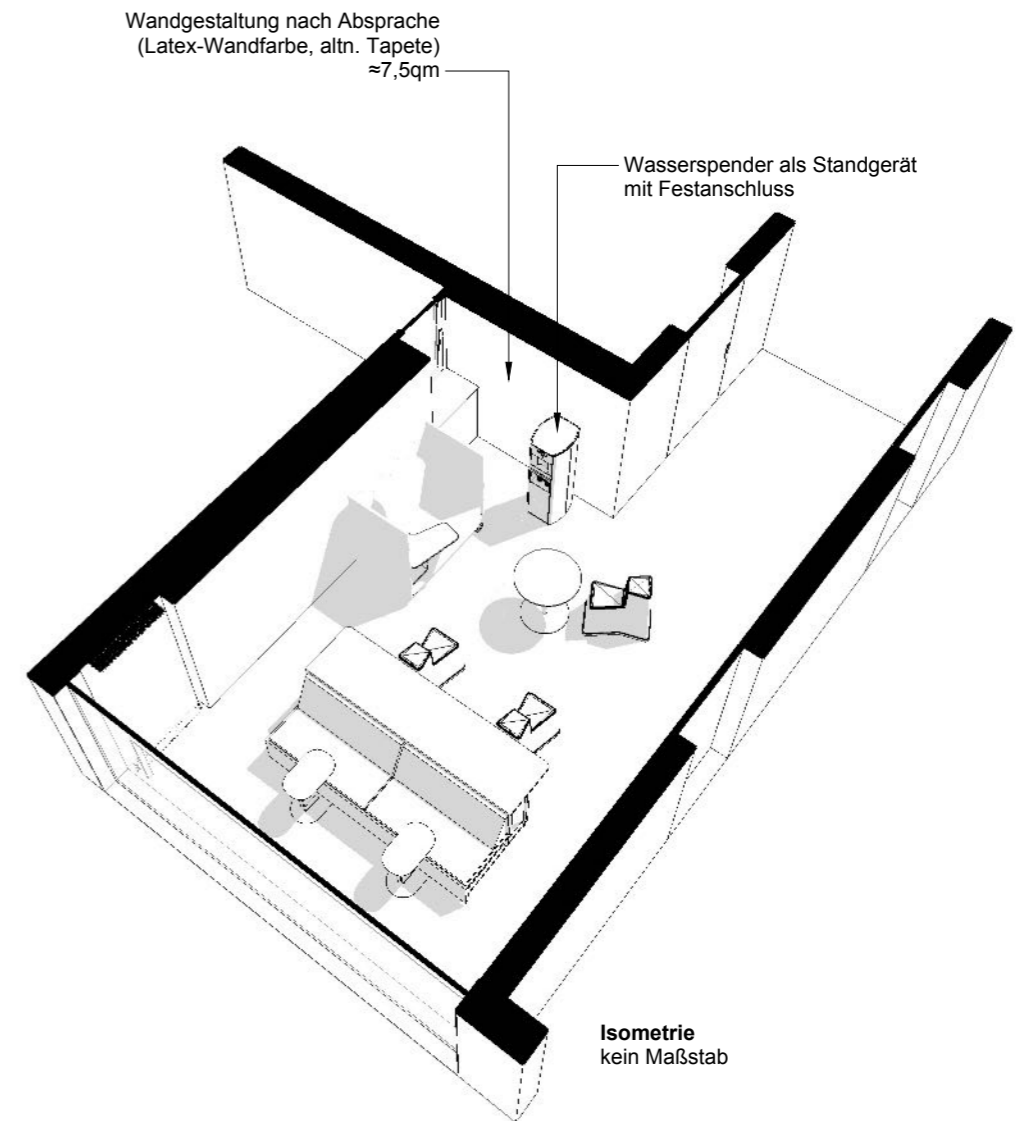 Wandgestaltung nach Absprache
(Latex-Wandfarbe, altn. Tapete)
≈7,5qm
Wasserspender als Standgerät
mit Festanschluss
Isometrie
kein Maßstab